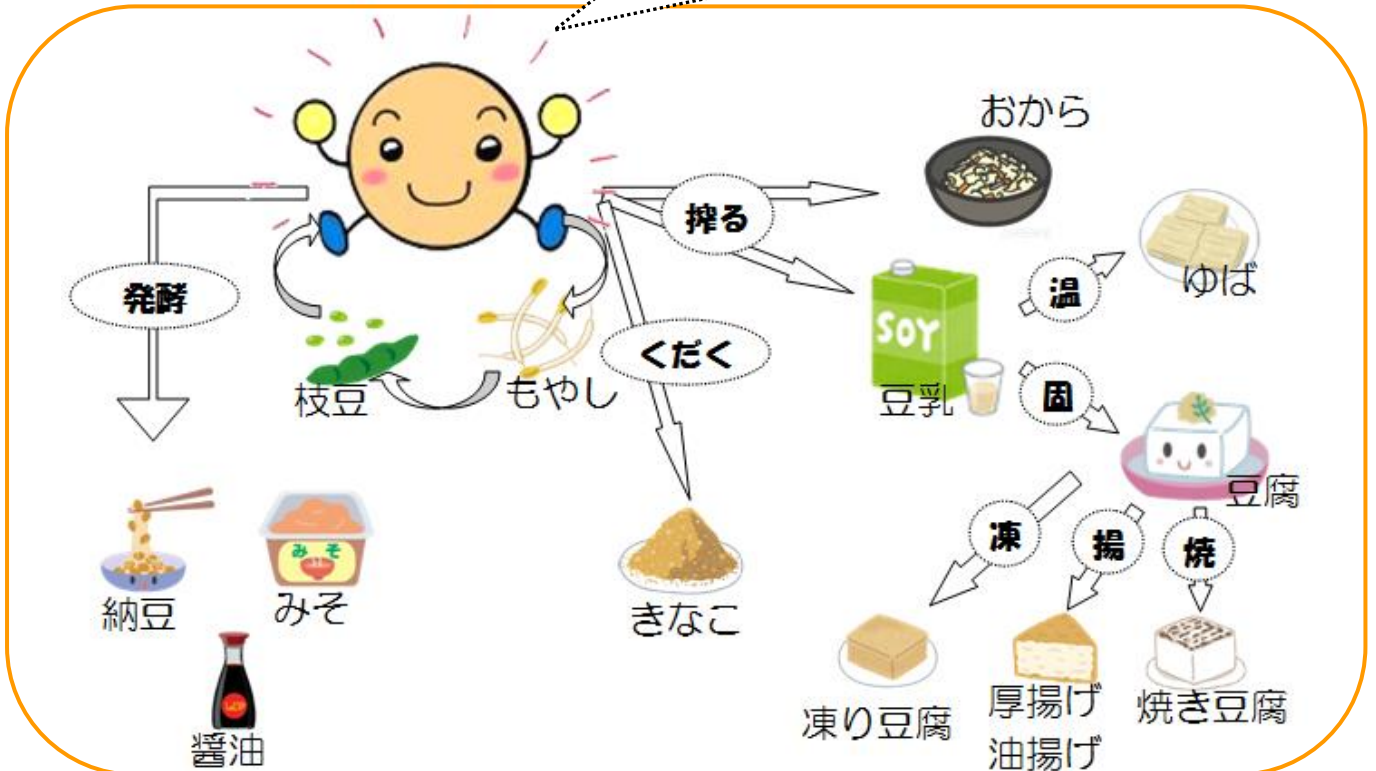 おから
搾る
ゆば
温
発酵
SOY
くだく
固
枝豆
もやし
豆乳
豆腐
凍
揚
焼
みそ
納豆
みそ
きなこ
厚揚げ
油揚げ
焼き豆腐
凍り豆腐
醤油